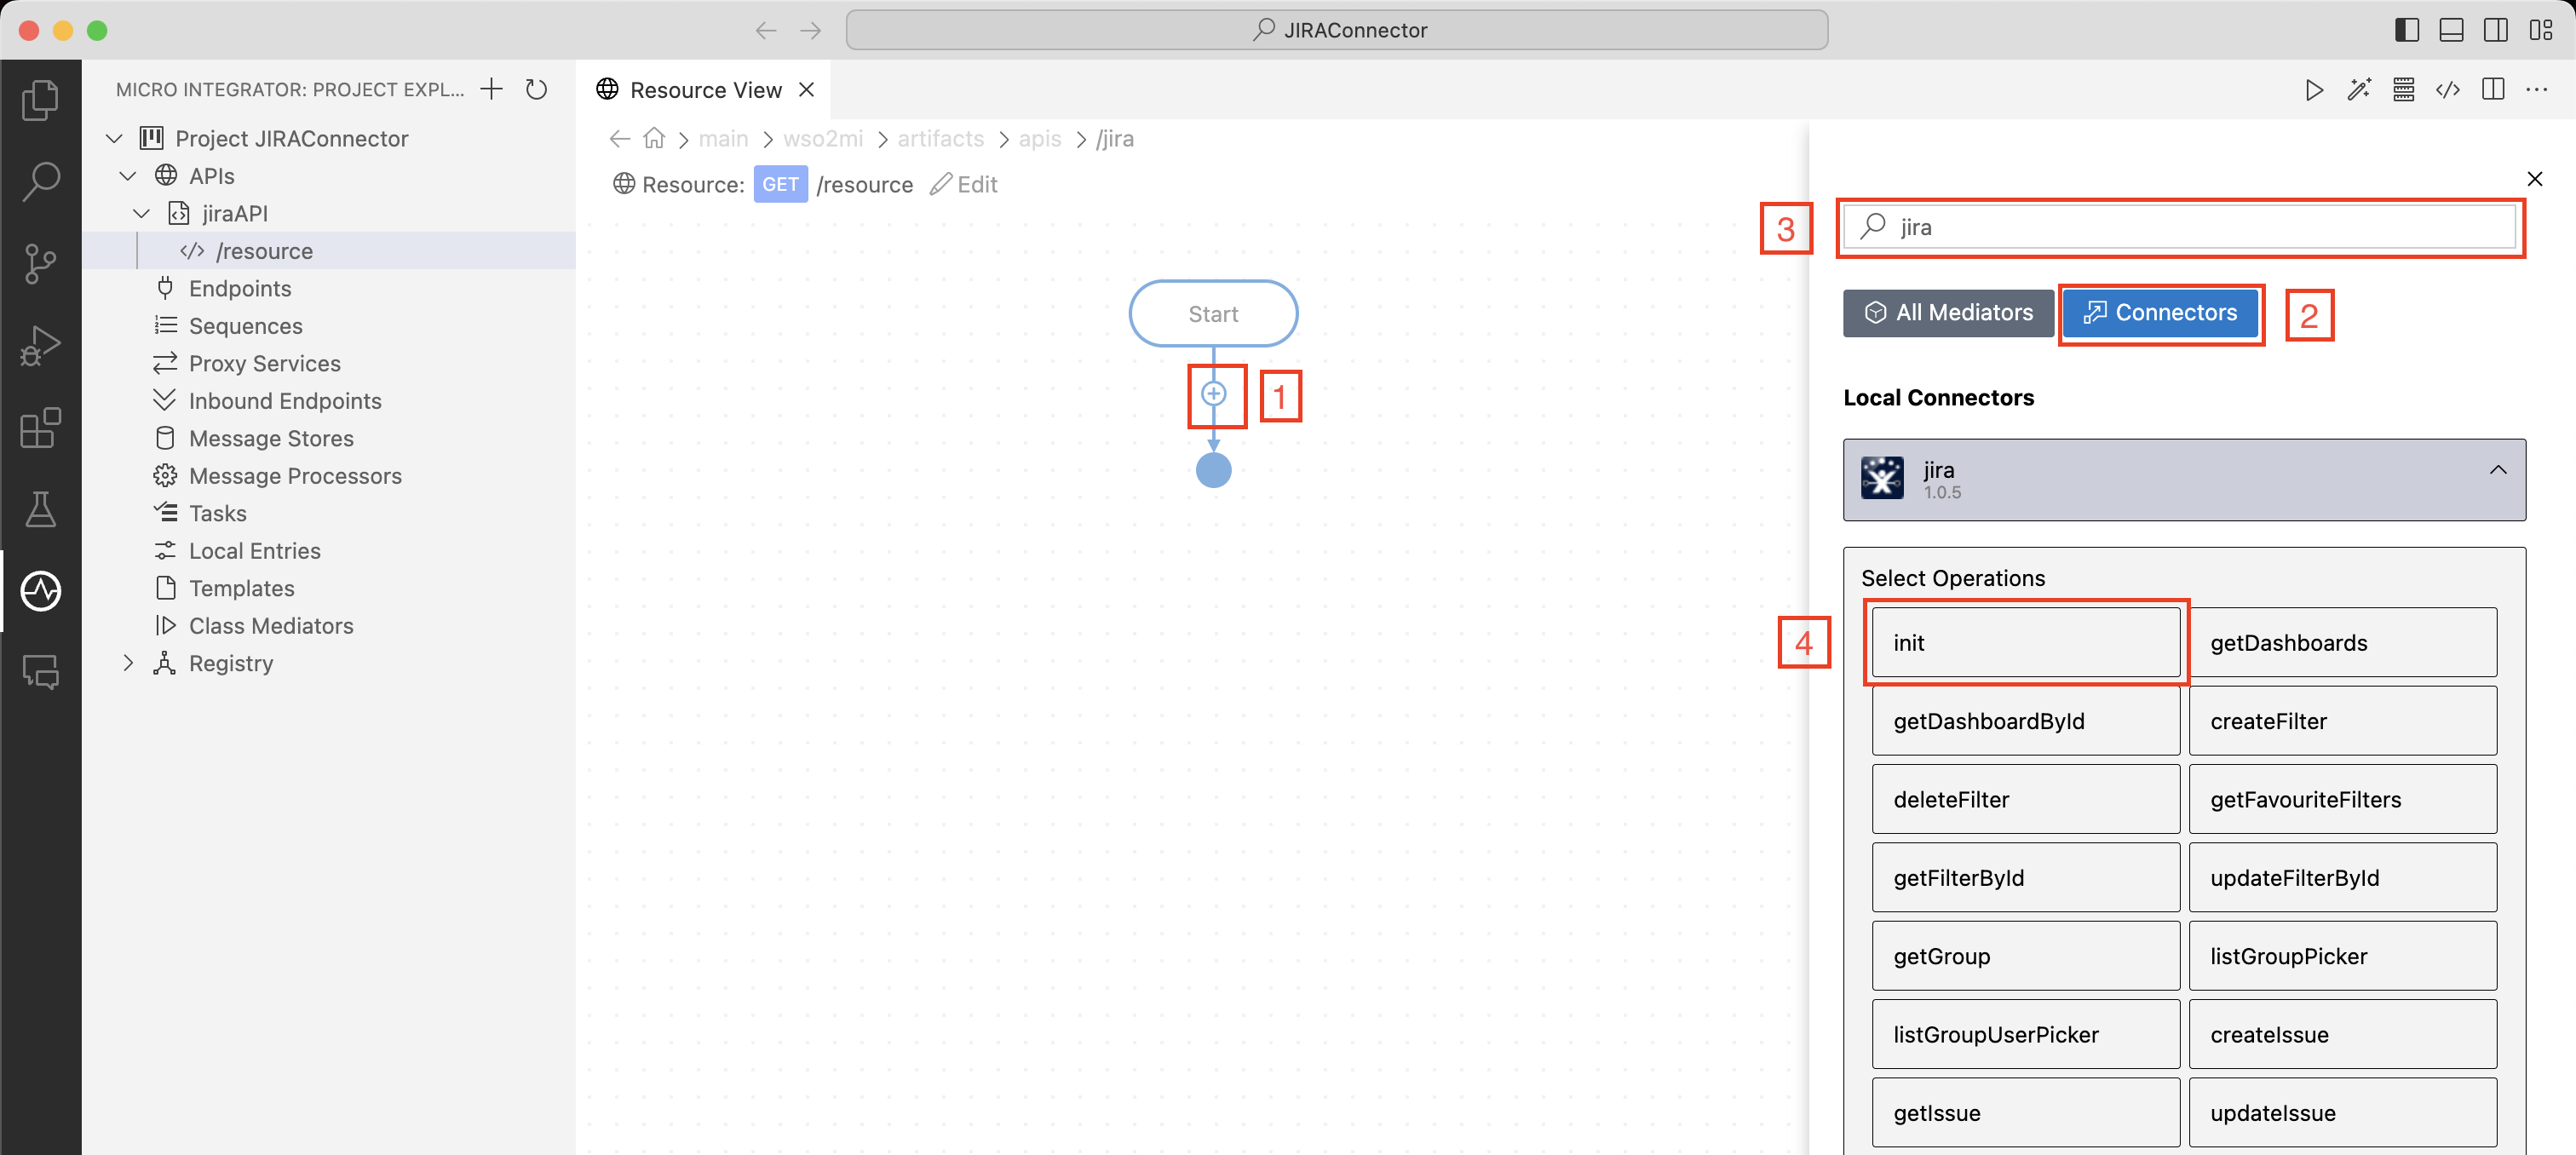 JIRAConnector
MICRO INTEGRATOR: PROJECT EXPL...
Project JIRAConnector
APIs
jiraAPI
/resource
Endpoints
Sequences
Proxy Services
Inbound Endpoints
Message Stores
Message Processors
Tasks
Local Entries
Templates
Class Mediators
Registry
Resource View
main > wso2mi > artifacts > apis > /jira
Resource: GET /resource Edit
Start
1
3
jira
All Mediators
Connectors
2
Local Connectors
jira
1.0.5
Select Operations
4
init
getDashboards
getDashboardById
createFilter
deleteFilter
getFavouriteFilters
getFilterById
updateFilterById
getGroup
listGroupPicker
listGroupUserPicker
createIssue
getIssue
updateIssue